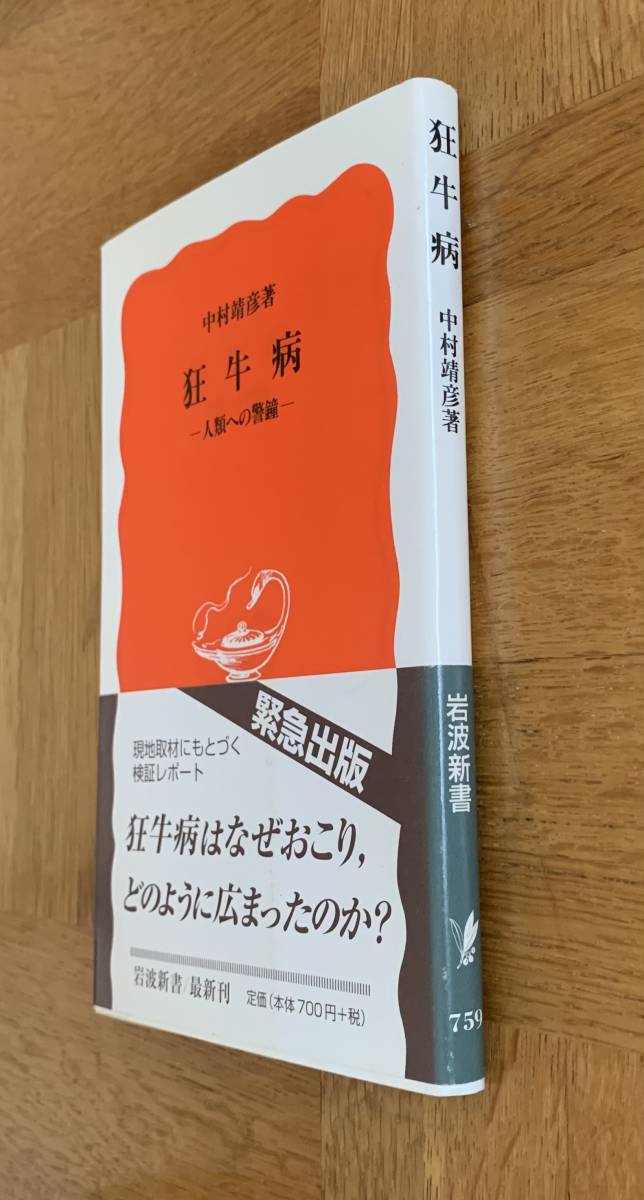 中村靖彦著
狂牛病
―人類への警鐘―
緊急出版
現地取材にもとづく
検証レポート
狂牛病はなぜおこり,
どのように広まったのか?
岩波新書/最新刊 定価(本体700円+税)
狂牛病 中村靖彦著
岩波新書
759